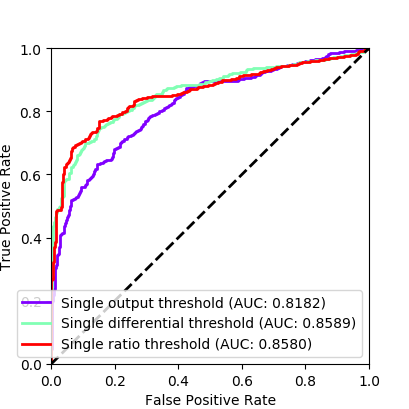 1.0
0.8
0.6
0.4
0.2
0.0
True Positive Rate
Single output threshold (AUC: 0.8182)
Single differential threshold (AUC: 0.8589)
Single ratio threshold (AUC: 0.8580)
0.0 0.2 0.4 0.6 0.8 1.0
False Positive Rate